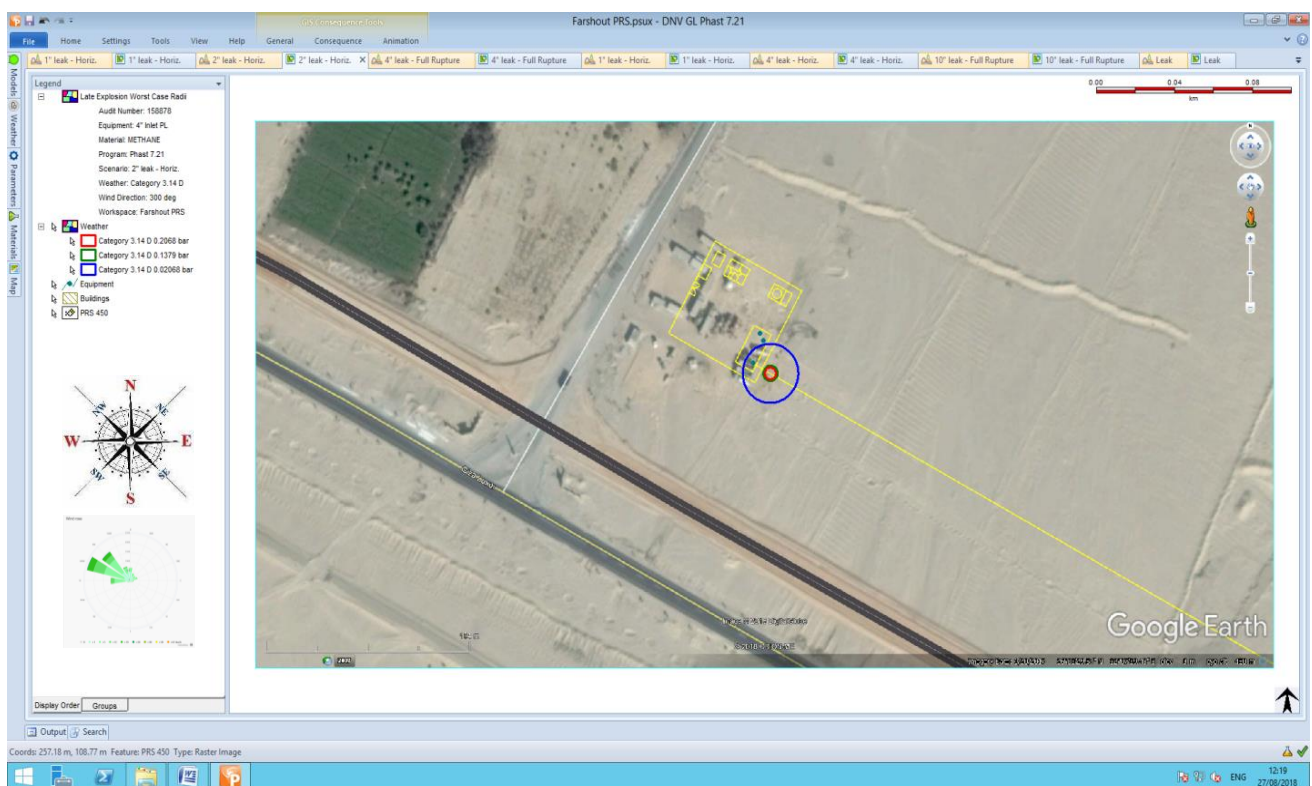 Farshout PRS.psux - DNV GL Phast 7.21
GIS Consequence Tools
File Home Settings Tools View Help General Consequence Animation
1" leak - Horiz. 1" leak - Horiz. 2" leak - Horiz. 2" leak - Horiz. 4" leak - Full Rupture 4" leak - Full Rupture 1" leak - Horiz. 1" leak - Horiz. 4" leak - Horiz. 4" leak - Horiz. 10" leak - Full Rupture 10" leak - Full Rupture Leak Leak
Models
Weather
Parameters
Materials
Map
Legend
Late Explosion Worst Case Radii
Audit Number: 158878
Equipment: 4" Inlet PL
Material: METHANE
Program: Phast 7.21
Scenario: 2" leak - Horiz.
Weather: Category 3.14 D
Wind Direction: 300 deg
Workspace: Farshout PRS
Weather
Category 3.14 D 0.2068 bar
Category 3.14 D 0.1379 bar
Category 3.14 D 0.02068 bar
Equipment
Buildings
PRS 450
N
NW NE
W E
SW SE
S
0.00 0.04 0.08
km
N
Google Earth
Display Order Groups
Output Search
Coords: 257.18 m, 108.77 m Feature: PRS 450 Type: Raster Image
ENG
12:19
27/08/2018